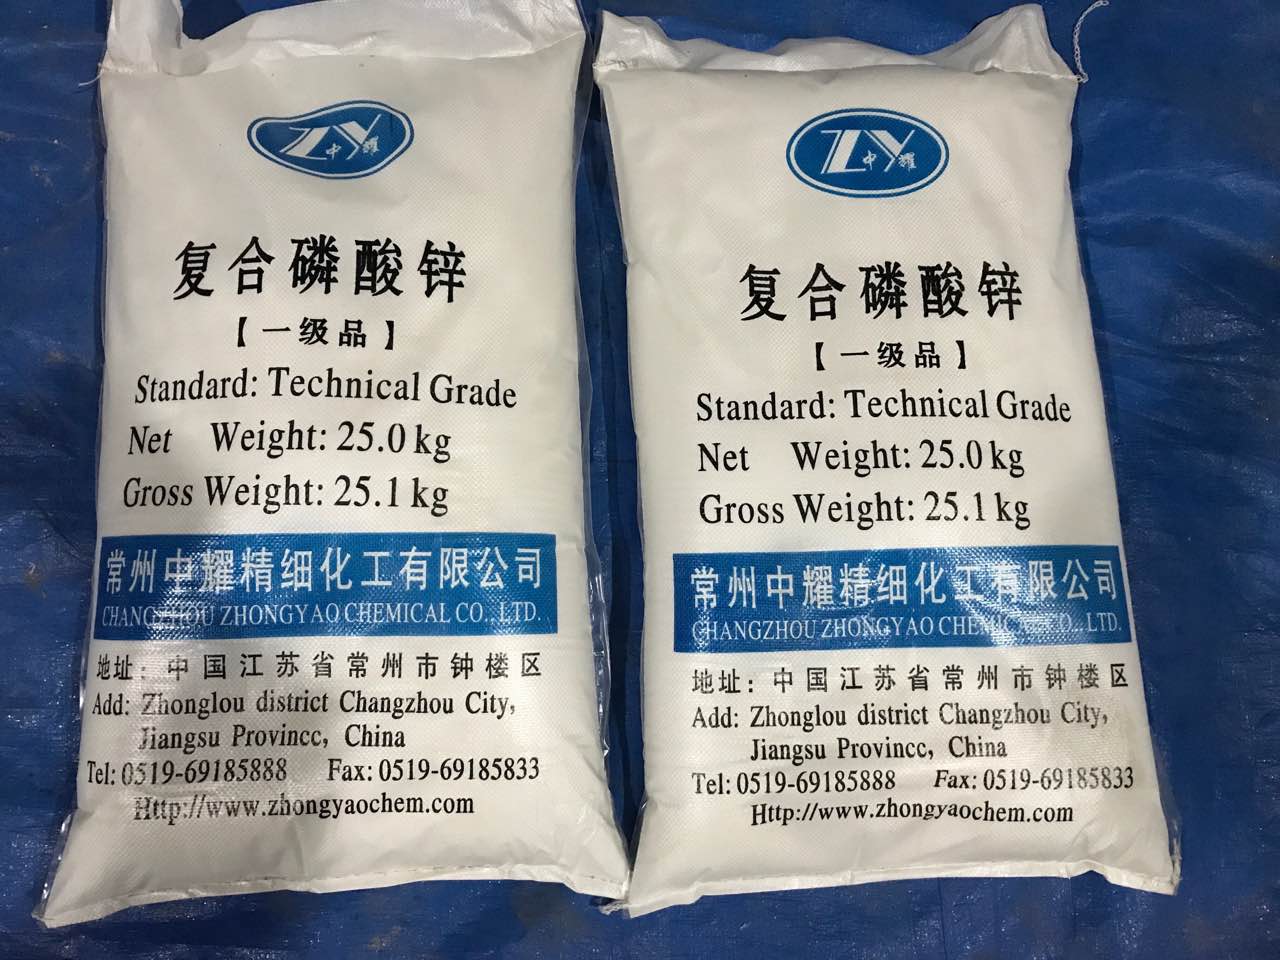 ZY
中 耀
复合磷酸锌
【一级品】
Standard: Technical Grade
Net Weight: 25.0 kg
Gross Weight: 25.1 kg
常州中耀精细化工有限公司
CHANGZHOU ZHONGYAO CHEMICAL CO., LTD.
地址：中国江苏省常州市钟楼区
Add: Zhonglou district Changzhou City,
Jiangsu Provincc, China
Tel: 0519-69185888 Fax: 0519-69185833
Http://www.zhongyaochem.com
ZY
中 耀
复合磷酸锌
【一级品】
Standard: Technical Grade
Net Weight: 25.0 kg
Gross Weight: 25.1 kg
常州中耀精细化工有限公司
CHANGZHOU ZHONGYAO CHEMICAL CO., LTD.
地址：中国江苏省常州市钟楼区
Add: Zhonglou district Changzhou City,
Jiangsu Provincc, China
Tel: 0519-69185888 Fax: 0519-69185833
Http://www.zhongyaochem.com